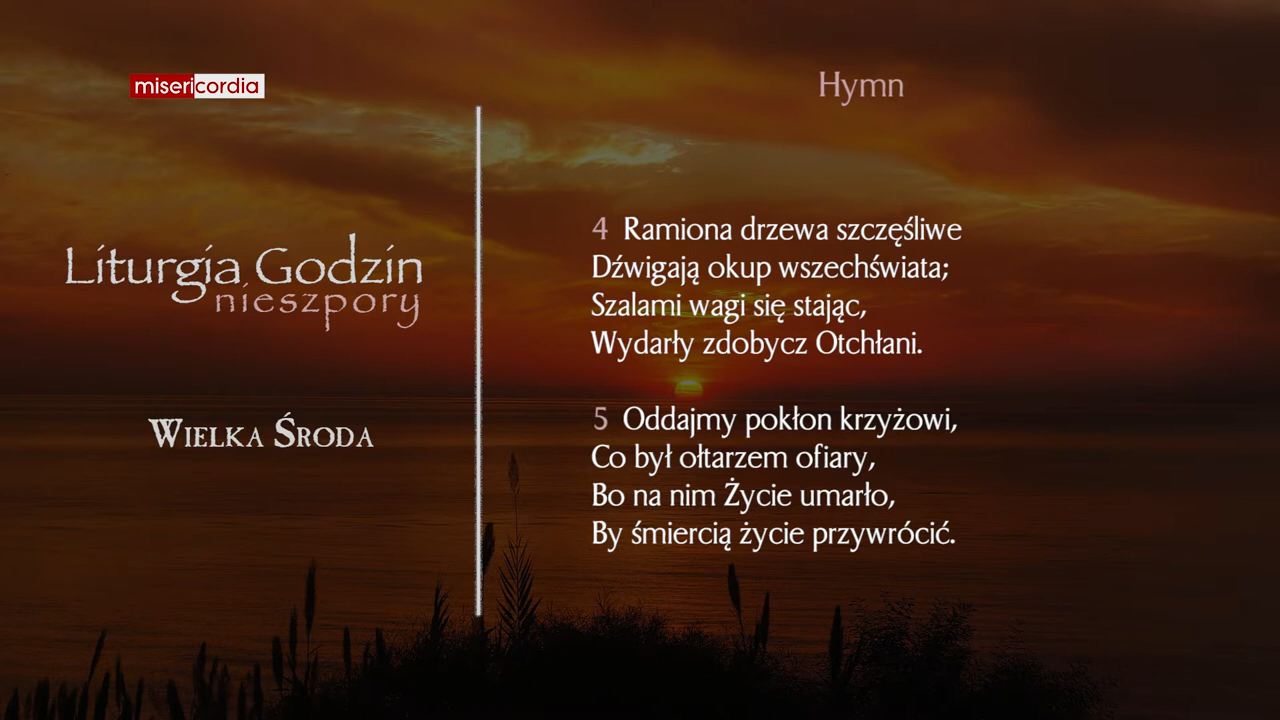 misericordia
Hymn
Liturgia Godzin
nieszpory
Wielka Środa
4 Ramiona drzewa szczęśliwe
Dźwigają okup wszechświata;
Szalami wagi się stając,
Wydarły zdobycz Otchłani.
5 Oddajmy pokłon krzyżowi,
Co był ołtarzem ofiary,
Bo na nim Życie umarło,
By śmiercią życie przywrócić.